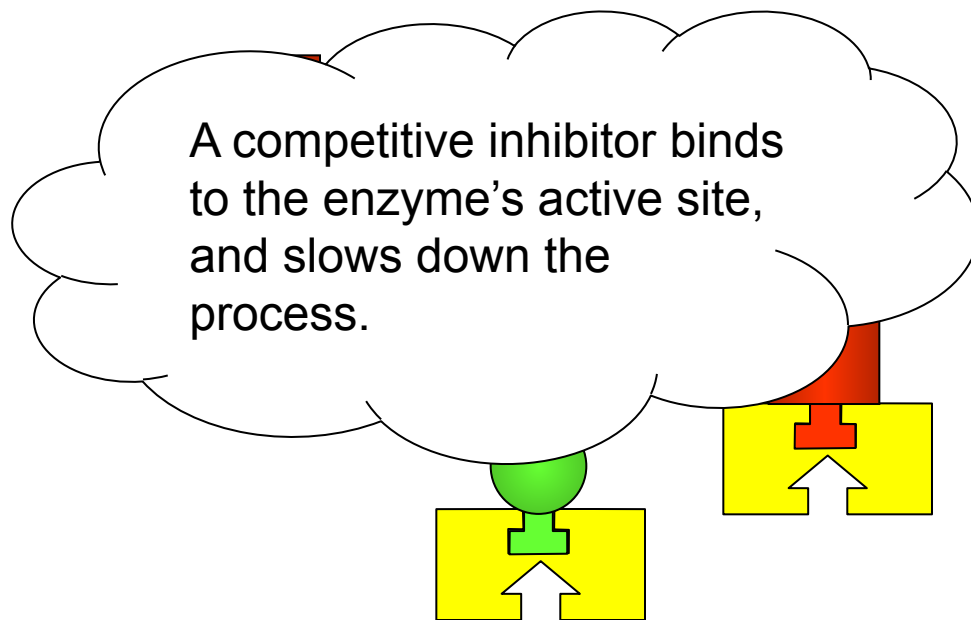 A competitive inhibitor binds
to the enzyme’s active site,
and slows down the
process.